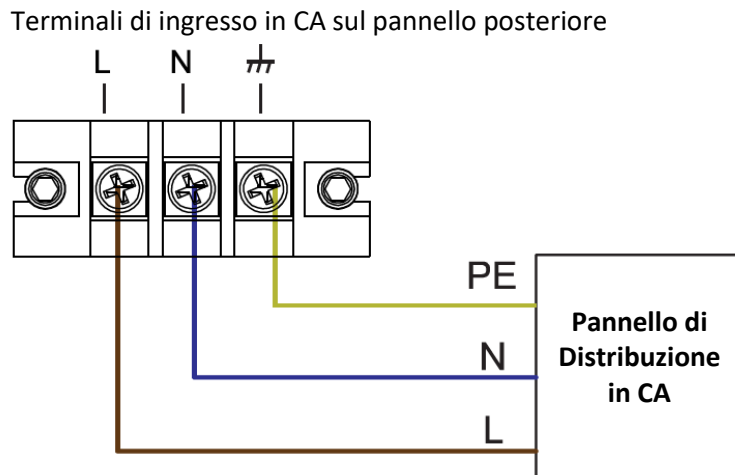 Terminali di ingresso in CA sul pannello posteriore
L N
PE
N
L
Pannello di
Distribuzione
in CA